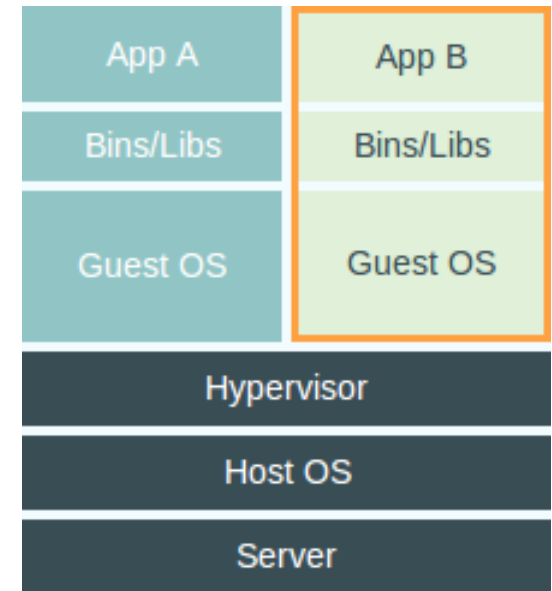 App A
App B
Bins/Libs
Bins/Libs
Guest OS
Guest OS
Hypervisor
Host OS
Server